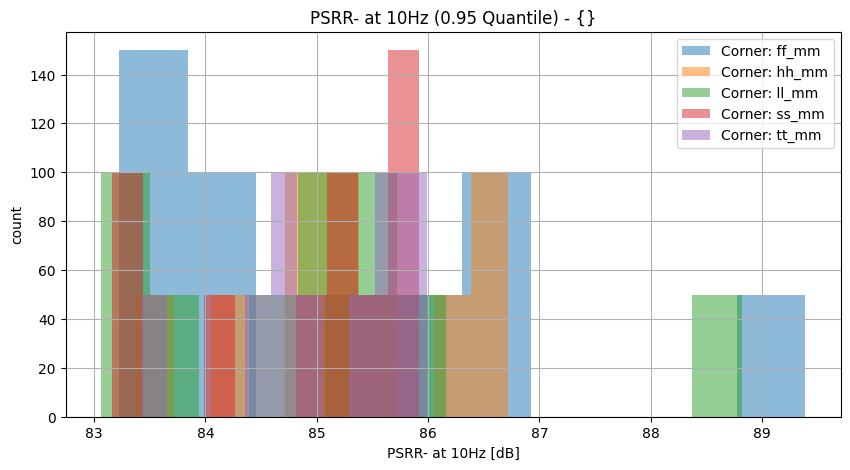 PSRR- at 10Hz (0.95 Quantile) - {}
Corner: ff_mm
Corner: hh_mm
Corner: ll_mm
Corner: ss_mm
Corner: tt_mm
140
120
100
80
60
40
20
0
count
83 84 85 86 87 88 89
PSRR- at 10Hz [dB]